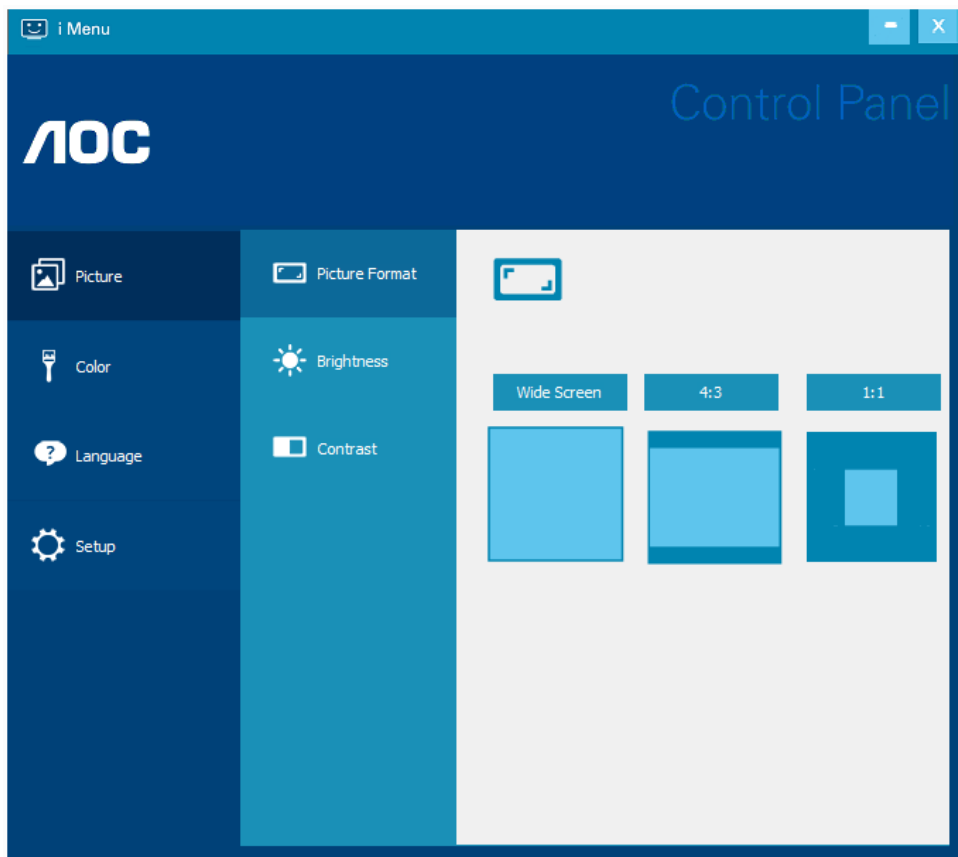 i Menu
Control Panel
AOC
Picture
Color
Language
Setup
Picture Format
Brightness
Contrast
Wide Screen
4:3
1:1